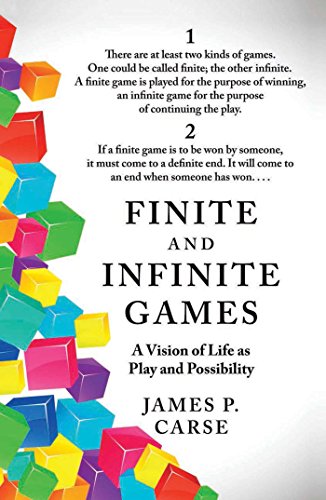 1
There are at least two kinds of games.
One could be called finite; the other infinite.
A finite game is played for the purpose of winning,
an infinite game for the purpose
of continuing the play.
2
If a finite game is to be won by someone,
it must come to a definite end. It will come to
an end when someone has won. . . .
FINITE
AND
INFINITE
GAMES
A Vision of Life as
Play and Possibility
JAMES P.
CARSE